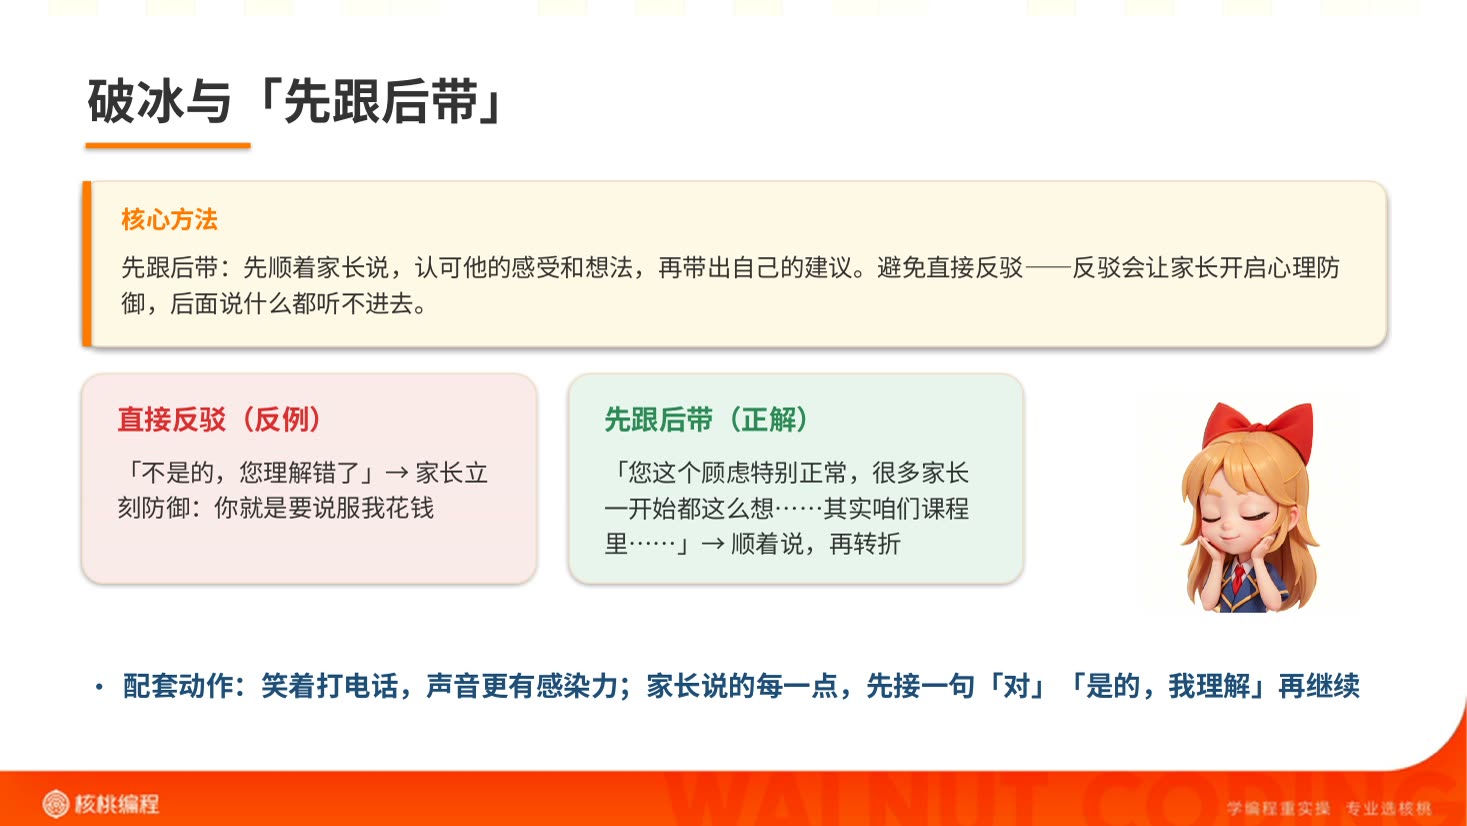 破冰与「先跟后带」
核心方法
先跟后带：先顺着家长说，认可他的感受和想法，再带出自己的建议。避免直接反驳——反驳会让家长开启心理防
御，后面说什么都听不进去。
直接反驳（反例）
「不是的，您理解错了」→ 家长立
刻防御：你就是要说服我花钱
先跟后带（正解）
「您这个顾虑特别正常，很多家长
一开始都这么想……其实咱们课程
里……」→ 顺着说，再转折
• 配套动作：笑着打电话，声音更有感染力；家长说的每一点，先接一句「对」「是的，我理解」再继续
核桃编程
WALNUT CODING
学编程重实操 专业选核桃